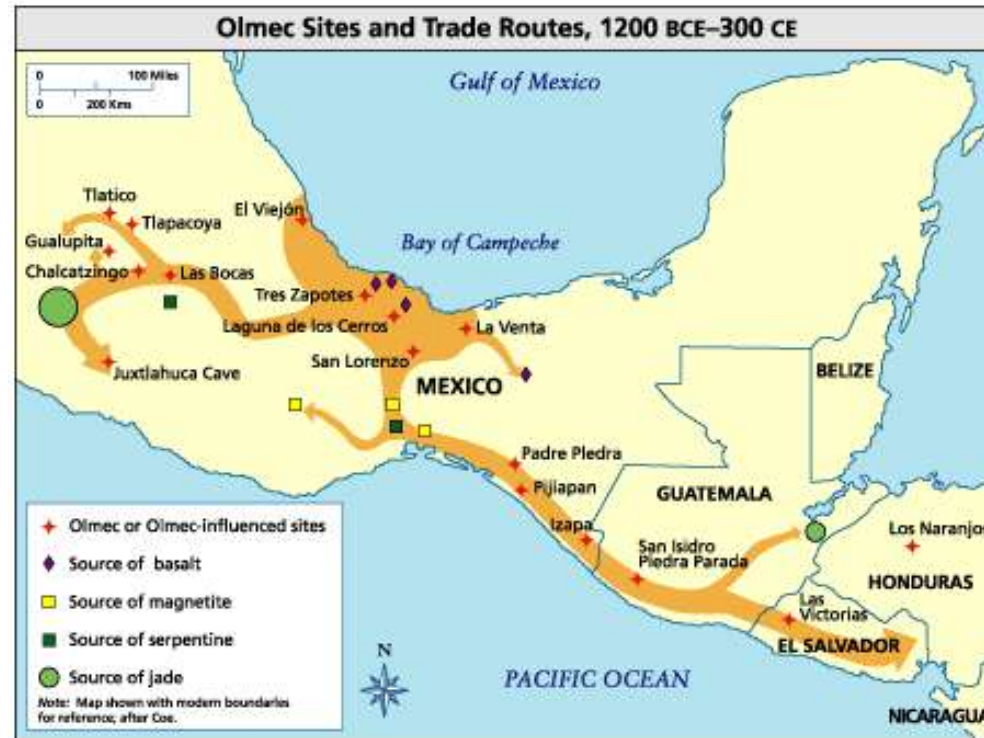 Olmec Sites and Trade Routes, 1200 BCE–300 CE
0 100 Miles
0 200 Kms
Gulf of Mexico
Tlatico
Tlapacoya
El Viejón
Gualupita
Bay of Campeche
Chalcatzingo
Las Bocas
Tres Zapotes
Laguna de los Cerros
La Venta
San Lorenzo
Juxtlahuca Cave
MEXICO
BELIZE
Padre Pledra
Pijiapan
GUATEMALA
Izapa
Los Naranjos
San Isidro
Piedra Parada
HONDURAS
Las
Victorias
EL SALVADOR
N
PACIFIC OCEAN
NICARAGUA
Olmec or Olmec-influenced sites
Source of basalt
Source of magnetite
Source of serpentine
Source of jade
Note: Map shown with modern boundaries
for reference; after Coe.